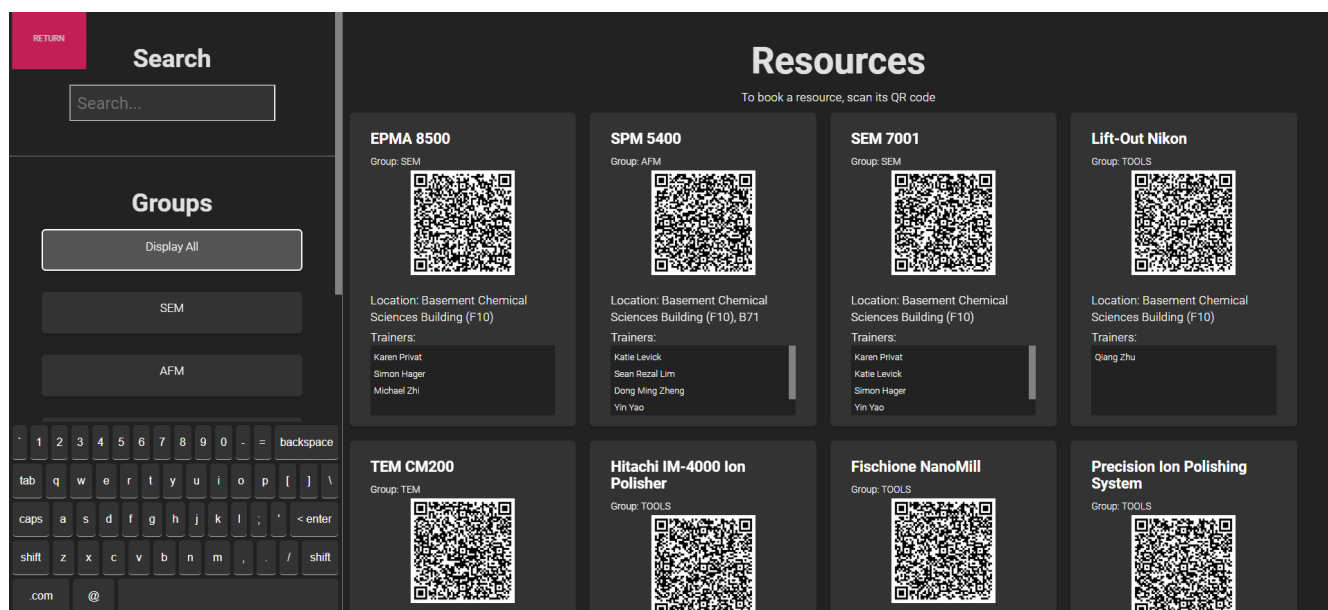 RETURN
Search
Search...
Groups
Display All
SEM
AFM
` 1 2 3 4 5 6 7 8 9 0 - = backspace
tab q w e r t y u i o p [ ] \
caps a s d f g h j k l ; ' < enter
shift z x c v b n m , . / shift
.com @
Resources
To book a resource, scan its QR code
EPMA 8500
Group: SEM
Location: Basement Chemical
Sciences Building (F10)
Trainers:
Karen Privat
Simon Hager
Michael Zhi
SPM 5400
Group: AFM
Location: Basement Chemical
Sciences Building (F10), B71
Trainers:
Katie Levick
Sean Rezal Lim
Dong Ming Zheng
Yin Yao
SEM 7001
Group: SEM
Location: Basement Chemical
Sciences Building (F10)
Trainers:
Karen Privat
Katie Levick
Simon Hager
Yin Yao
Lift-Out Nikon
Group: TOOLS
Location: Basement Chemical
Sciences Building (F10)
Trainers:
Qiang Zhu
TEM CM200
Group: TEM
Hitachi IM-4000 Ion
Polisher
Group: TOOLS
Fischione NanoMill
Group: TOOLS
Precision Ion Polishing
System
Group: TOOLS